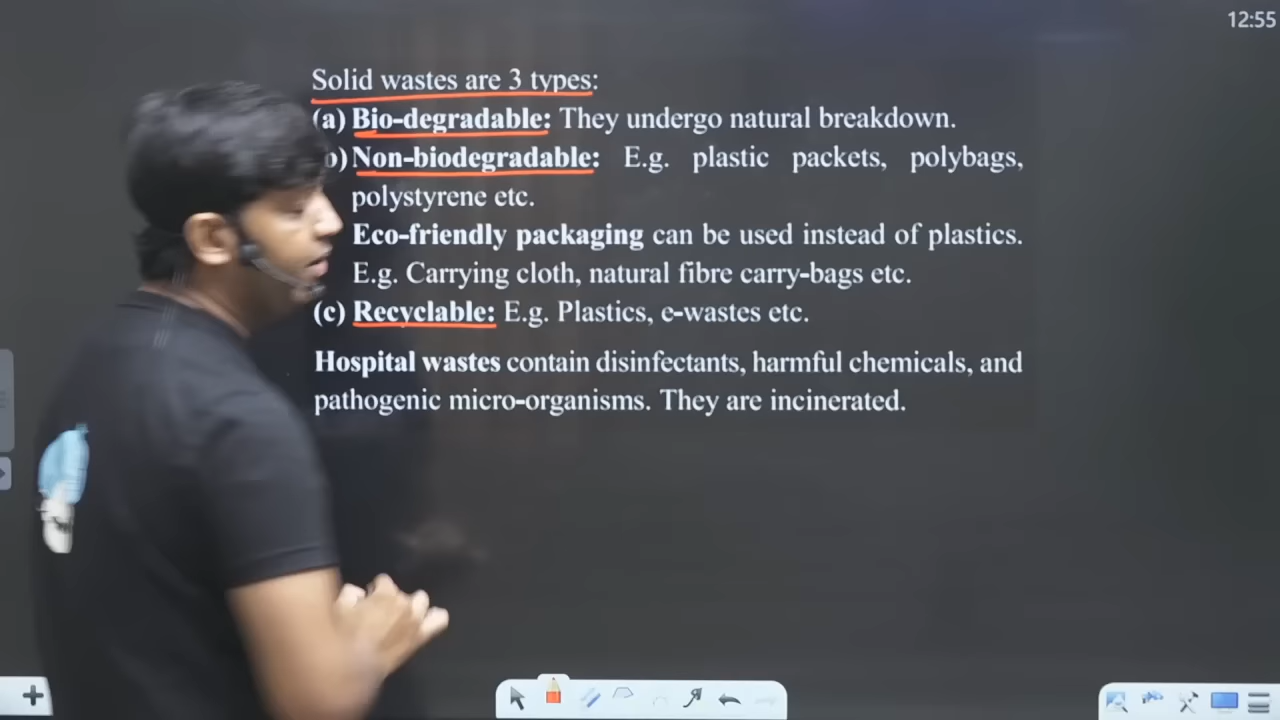 12:55
Solid wastes are 3 types:
(a) Bio-degradable: They undergo natural breakdown.
b) Non-biodegradable: E.g. plastic packets, polybags,
polystyrene etc.
Eco-friendly packaging can be used instead of plastics.
E.g. Carrying cloth, natural fibre carry-bags etc.
(c) Recyclable: E.g. Plastics, e-wastes etc.
Hospital wastes contain disinfectants, harmful chemicals, and
pathogenic micro-organisms. They are incinerated.